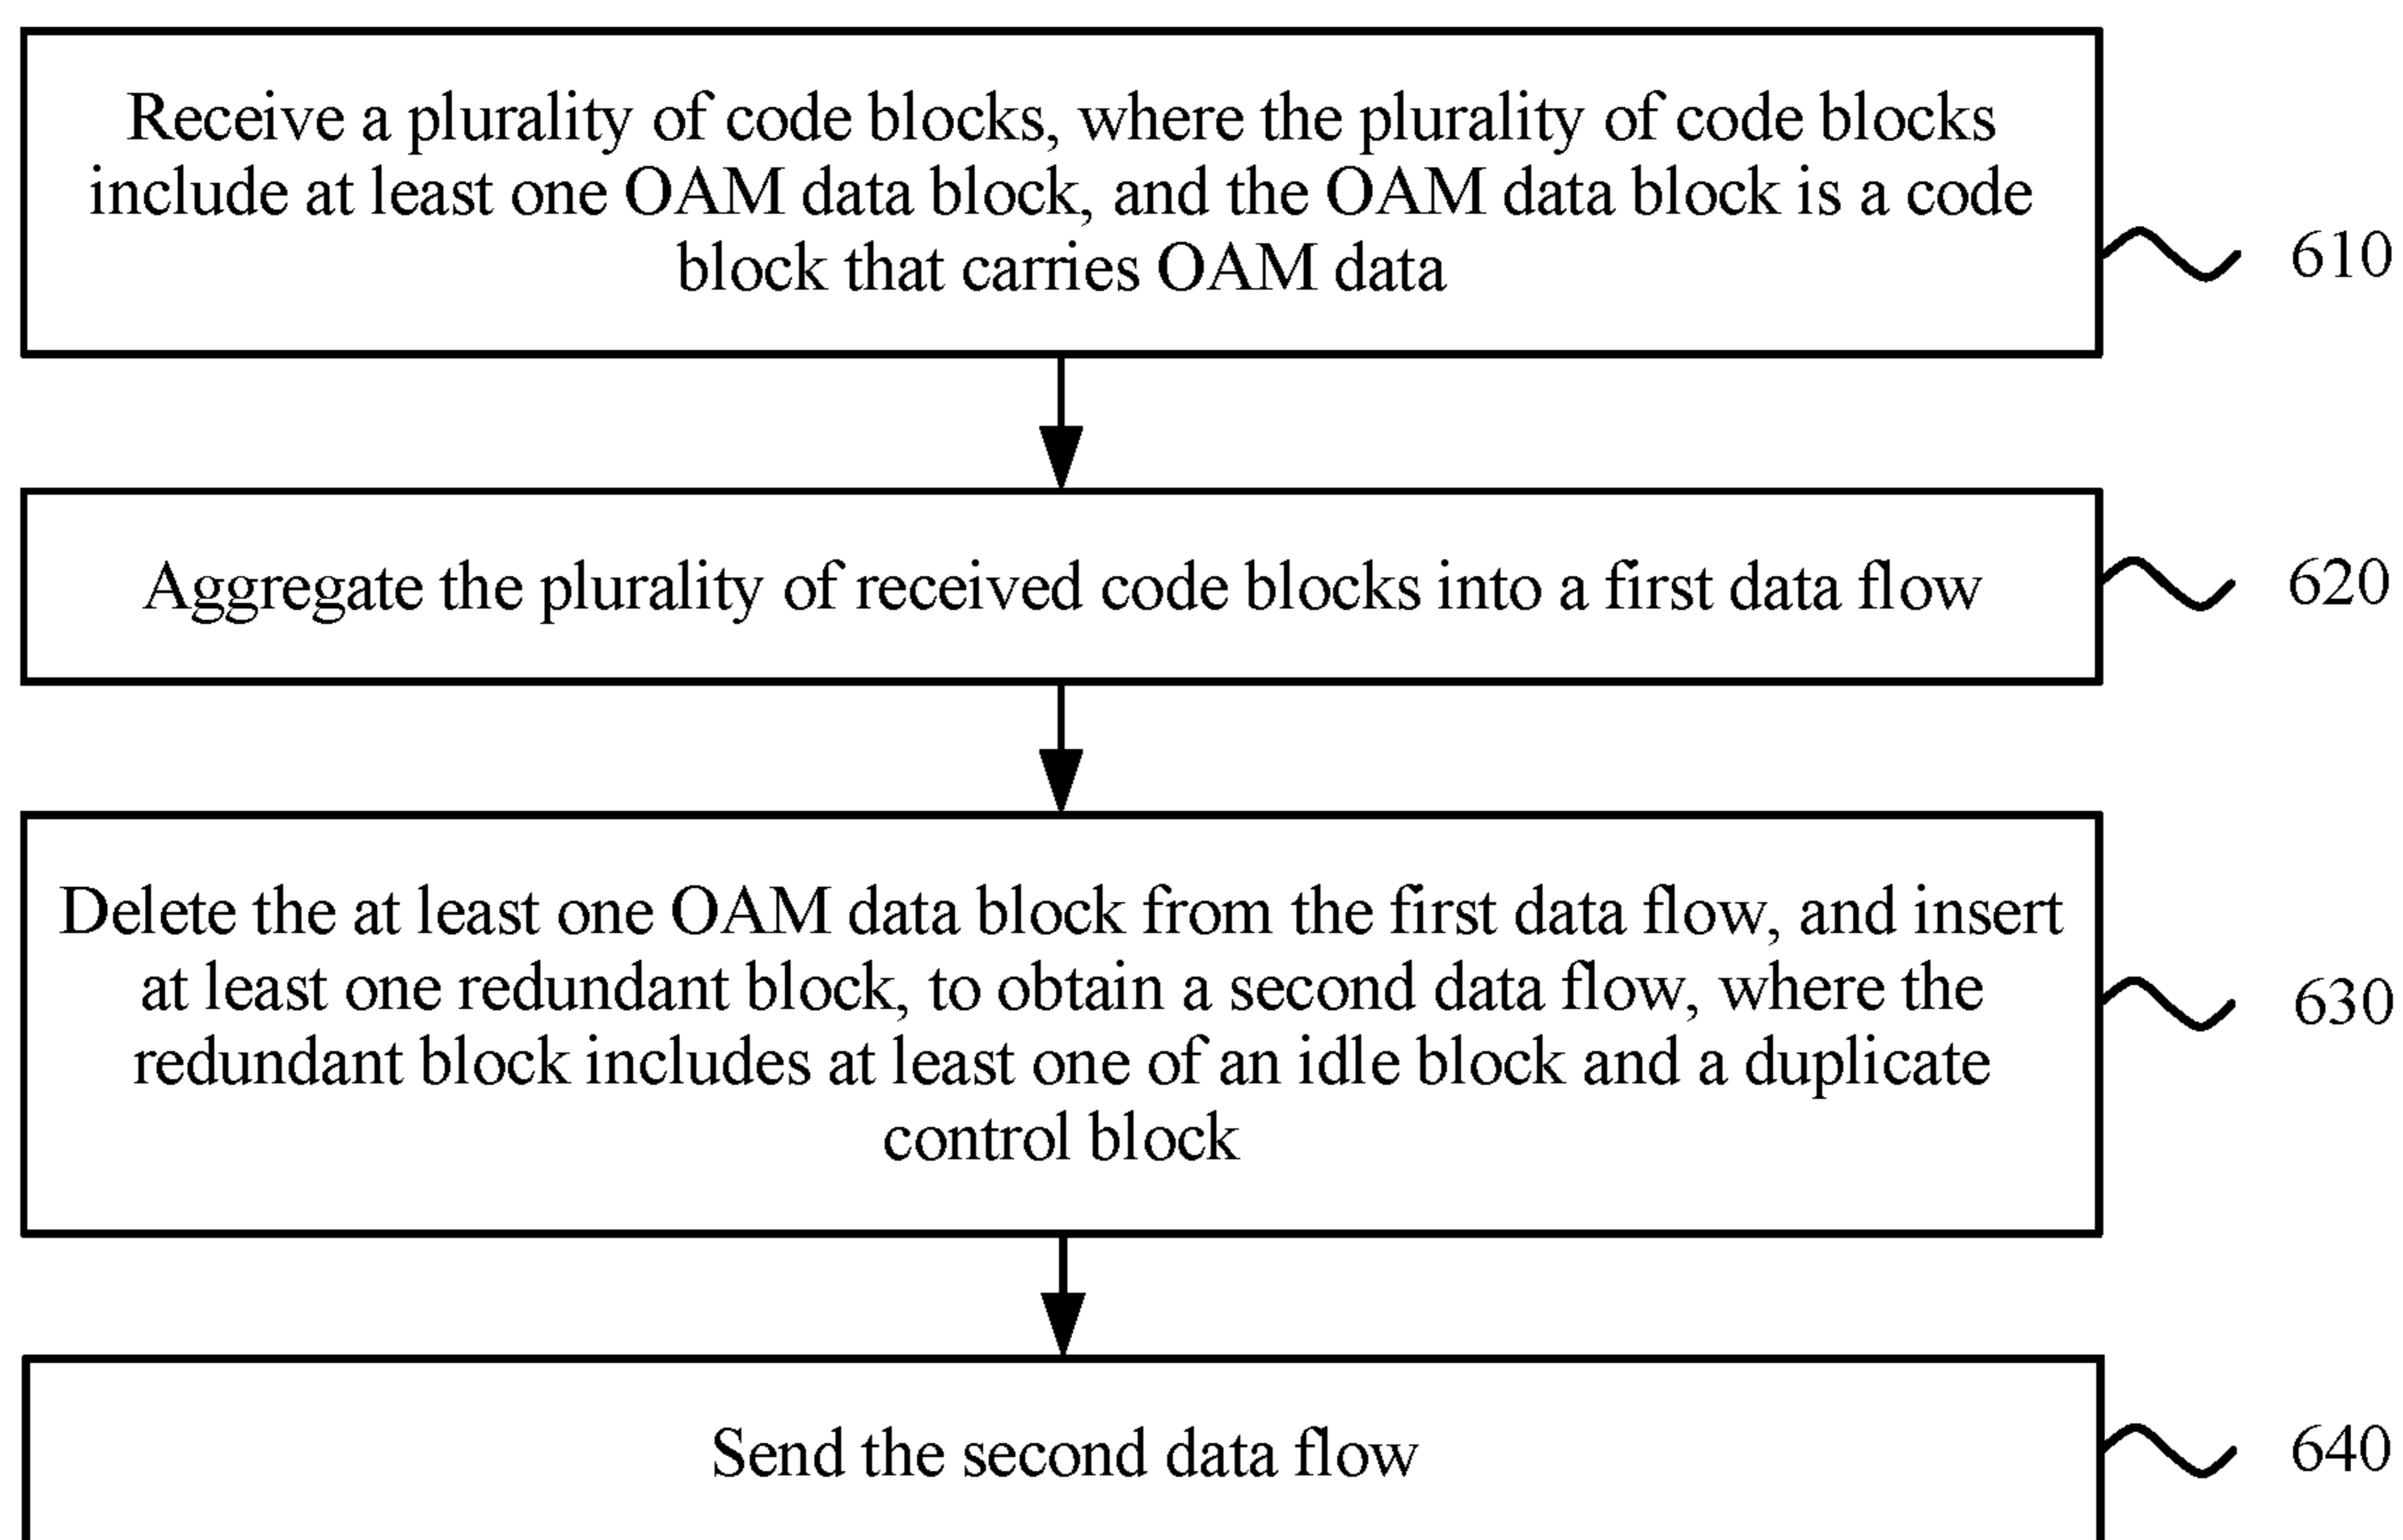 Receive a plurality of code blocks, where the plurality of code blocks
include at least one OAM data block, and the OAM data block is a code
block that carries OAM data
610
Aggregate the plurality of received code blocks into a first data flow
620
Delete the at least one OAM data block from the first data flow, and insert
at least one redundant block, to obtain a second data flow, where the
redundant block includes at least one of an idle block and a duplicate
control block
630
Send the second data flow
640